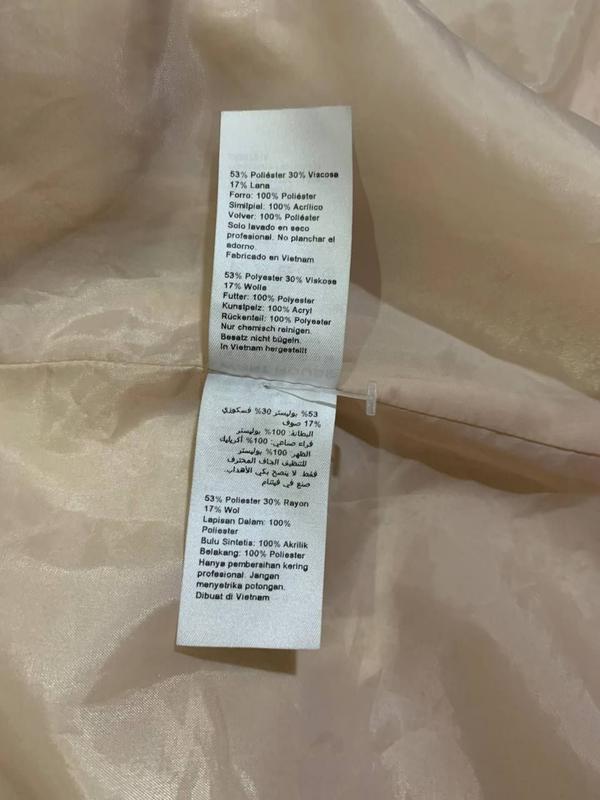 53% Poliéster 30% Viscosa
17% Lana
Forro: 100% Poliéster
Similpiel: 100% Acrílico
Volver: 100% Poliéster
Solo lavado en seco
profesional. No planchar el
adorno.
Fabricado en Vietnam
53% Polyester 30% Viskose
17% Wolle
Futter: 100% Polyester
Kunstpelz: 100% Acryl
Rückenteil: 100% Polyester
Nur chemisch reinigen.
Besatz nicht bügeln.
In Vietnam hergestellt
53% بوليستر 30% فسكوزي
17% صوف
البطانة: 100% بوليستر
فراء صناعي: 100% أكريليك
الظهر: 100% بوليستر
للتنظيف الجاف المحترف
فقط. لا ينصح بكي الأهداب.
صنع في فيتنام
53% Poliester 30% Rayon
17% Wol
Lapisan Dalam: 100%
Poliester
Bulu Sintetis: 100% Akrilik
Belakang: 100% Poliester
Hanya pembersihan kering
profesional. Jangan
menyetrika potongan.
Dibuat di Vietnam